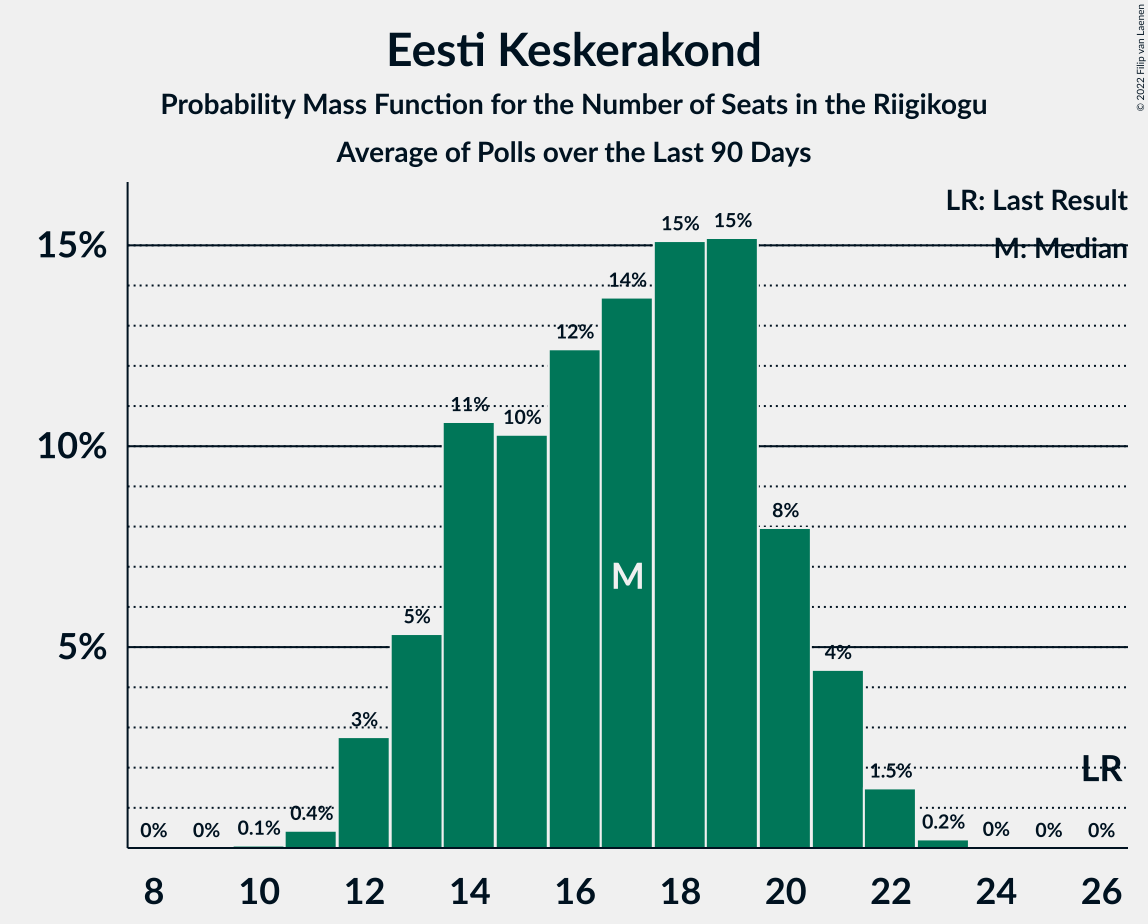 Eesti Keskerakond
Probability Mass Function for the Number of Seats in the Riigikogu
Average of Polls over the Last 90 Days
© 2022 Filip van Laenen
LR: Last Result
M: Median
15%
10%
5%
0%
0%
0.1%
0.4%
3%
5%
11%
10%
12%
14%
15%
15%
8%
4%
1.5%
0.2%
0%
0%
0%
M
LR
8 10 12 14 16 18 20 22 24 26